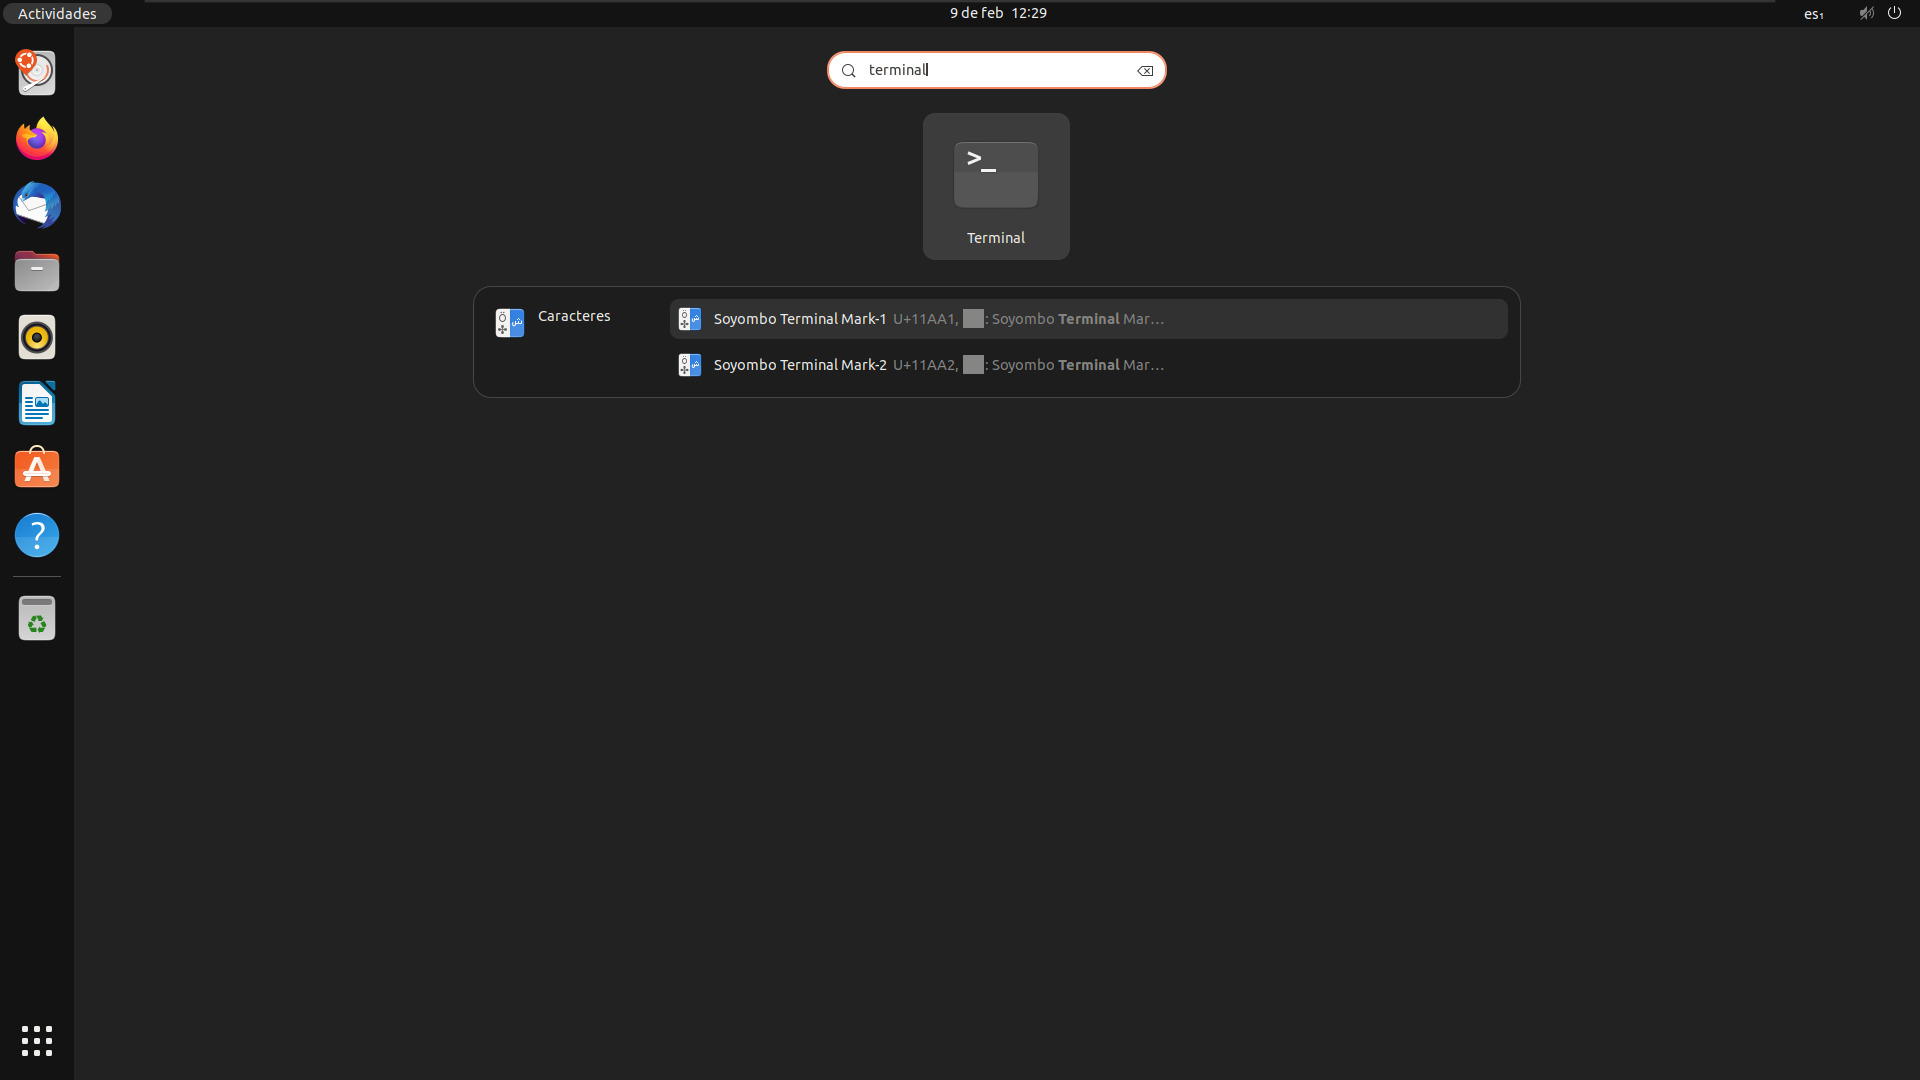 Actividades
9 de feb 12:29
es₁
terminal
>_
Terminal
Caracteres
Soyombo Terminal Mark-1 U+11AA1, : Soyombo Terminal Mar…
Soyombo Terminal Mark-2 U+11AA2, : Soyombo Terminal Mar…